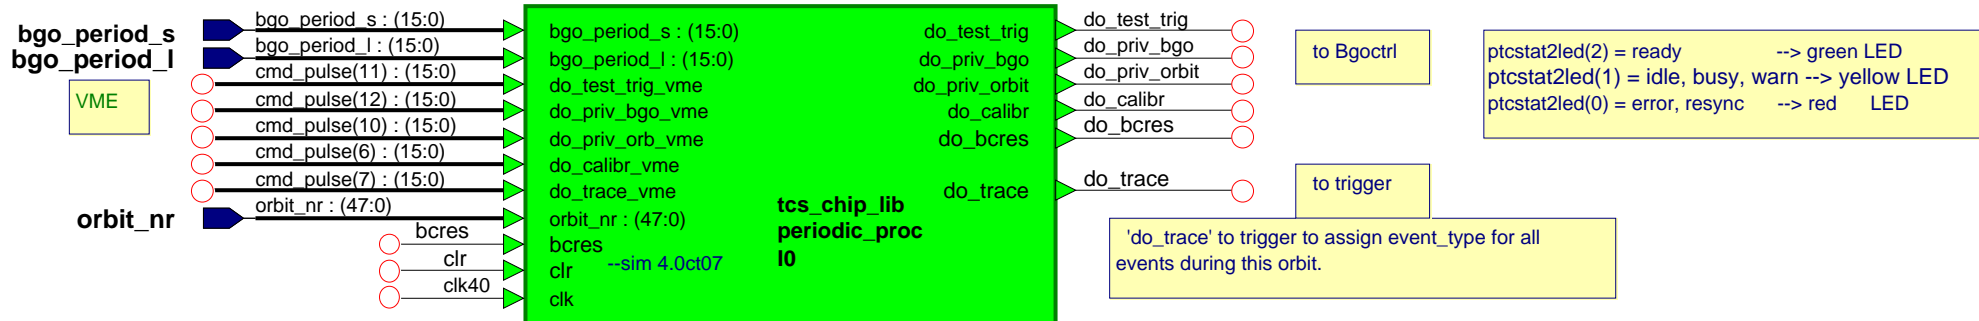 bgo_period_s
bgo_period_l
VME
orbit_nr
bgo_period_s : (15:0)
bgo_period_l : (15:0)
cmd_pulse(11) : (15:0)
cmd_pulse(12) : (15:0)
cmd_pulse(10) : (15:0)
cmd_pulse(6) : (15:0)
cmd_pulse(7) : (15:0)
orbit_nr : (47:0)
bcres
clr
clk40
bgo_period_s : (15:0)
bgo_period_l : (15:0)
do_test_trig_vme
do_priv_bgo_vme
do_priv_orb_vme
do_calibr_vme
do_trace_vme
orbit_nr : (47:0)
bcres
clr
clk
--sim 4.0ct07
tcs_chip_lib
periodic_proc
I0
do_test_trig
do_priv_bgo
do_priv_orbit
do_calibr
do_bcres
do_trace
do_test_trig
do_priv_bgo
do_priv_orbit
do_calibr
do_bcres
do_trace
to Bgoctrl
to trigger
'do_trace' to trigger to assign event_type for all
events during this orbit.
ptcstat2led(2) = ready --> green LED
ptcstat2led(1) = idle, busy, warn --> yellow LED
ptcstat2led(0) = error, resync --> red LED